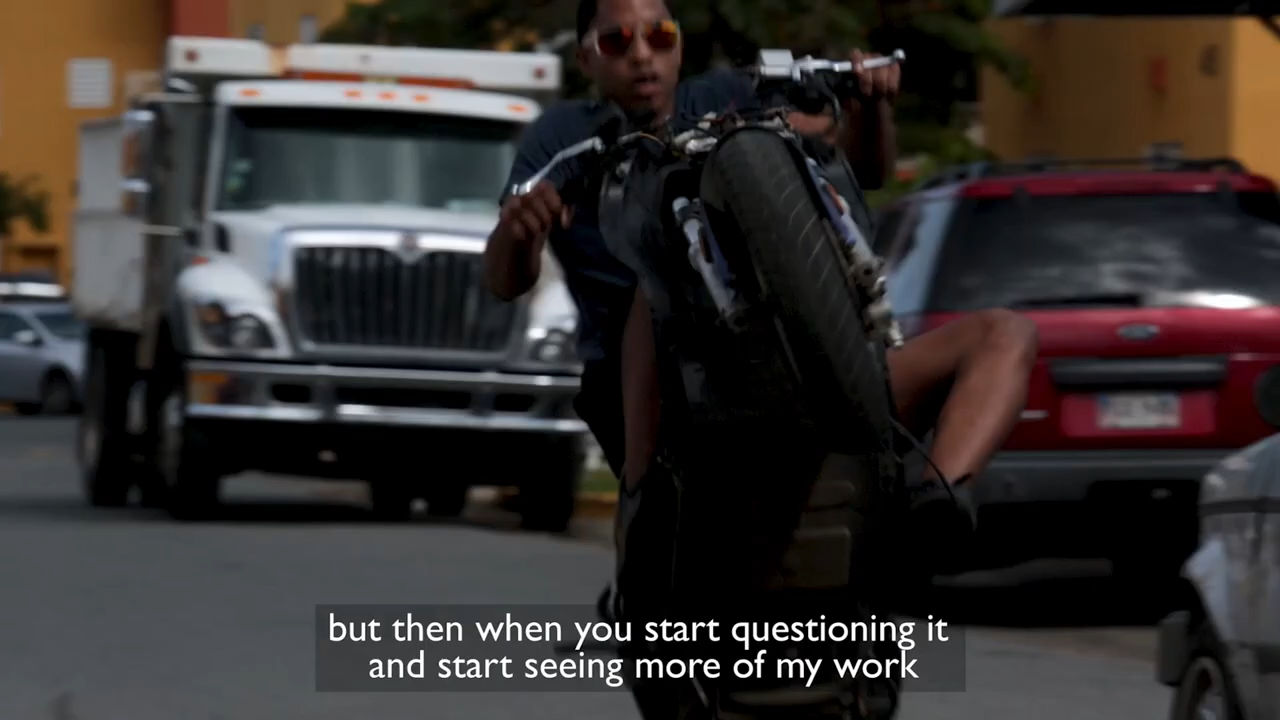 but then when you start questioning it
and start seeing more of my work